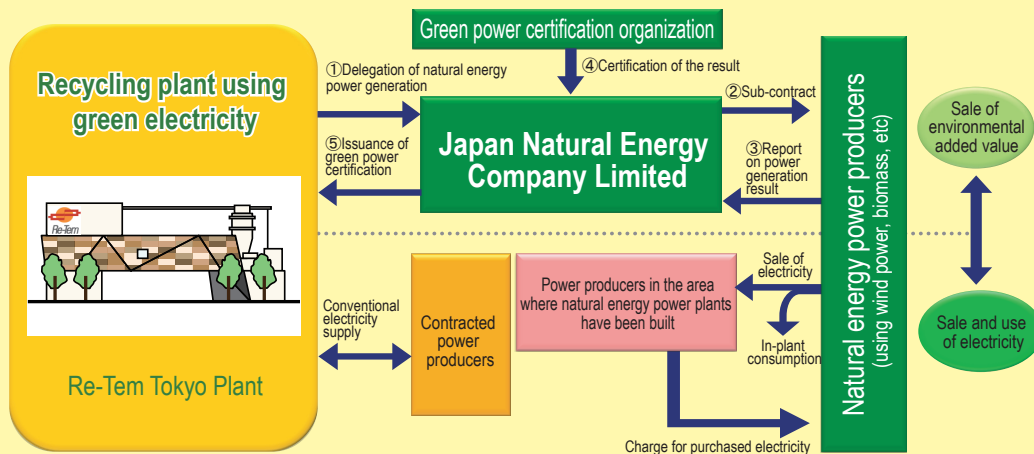 Recycling plant using
green electricity
Re-Tem
Re-Tem Tokyo Plant
①Delegation of natural energy
power generation
⑤Issuance of
green power
certification
Green power certification organization
④Certification of the result
Japan Natural Energy
Company Limited
②Sub-contract
③Report
on power
generation
result
Natural energy power producers
(using wind power, biomass, etc)
Sale of
environmental
added value
Sale and use
of electricity
Conventional
electricity
supply
Contracted
power
producers
Power producers in the area
where natural energy power plants
have been built
Sale of
electricity
In-plant
consumption
Charge for purchased electricity